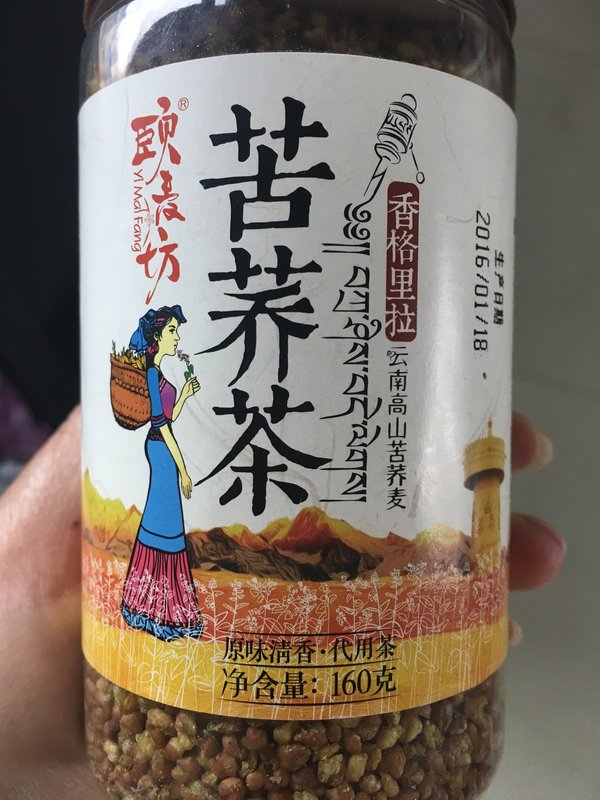 颐麦坊®
Yi Mai Fang
苦荞茶
香格里拉
云南高山苦荞麦
生产日期
2016/01/18
原味清香·代用茶
净含量：160克